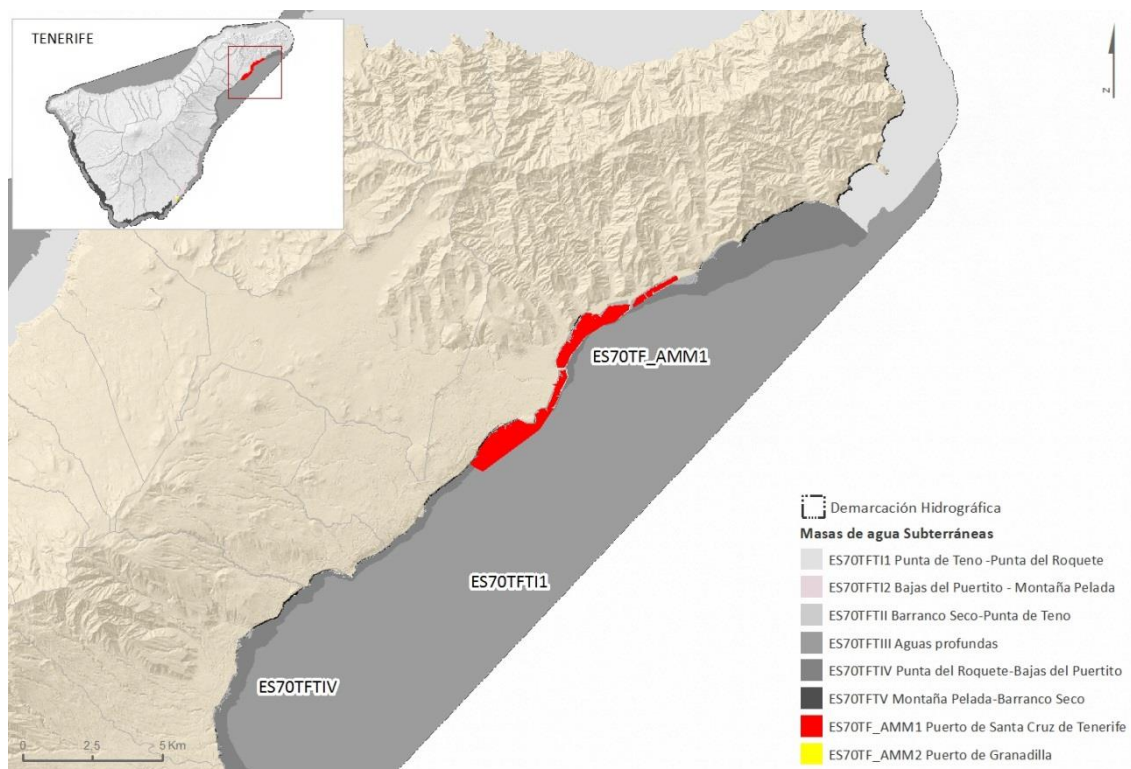 TENERIFE
N
ES70TF_AMM1
ES70TFTI1
ES70TFTIV
0 2,5 5 Km
Demarcación Hidrográfica
Masas de agua Subterráneas
ES70TFTI1 Punta de Teno -Punta del Roquete
ES70TFTI2 Bajas del Puertito - Montaña Pelada
ES70TFTII Barranco Seco-Punta de Teno
ES70TFTIII Aguas profundas
ES70TFTIV Punta del Roquete-Bajas del Puertito
ES70TFTV Montaña Pelada-Barranco Seco
ES70TF_AMM1 Puerto de Santa Cruz de Tenerife
ES70TF_AMM2 Puerto de Granadilla